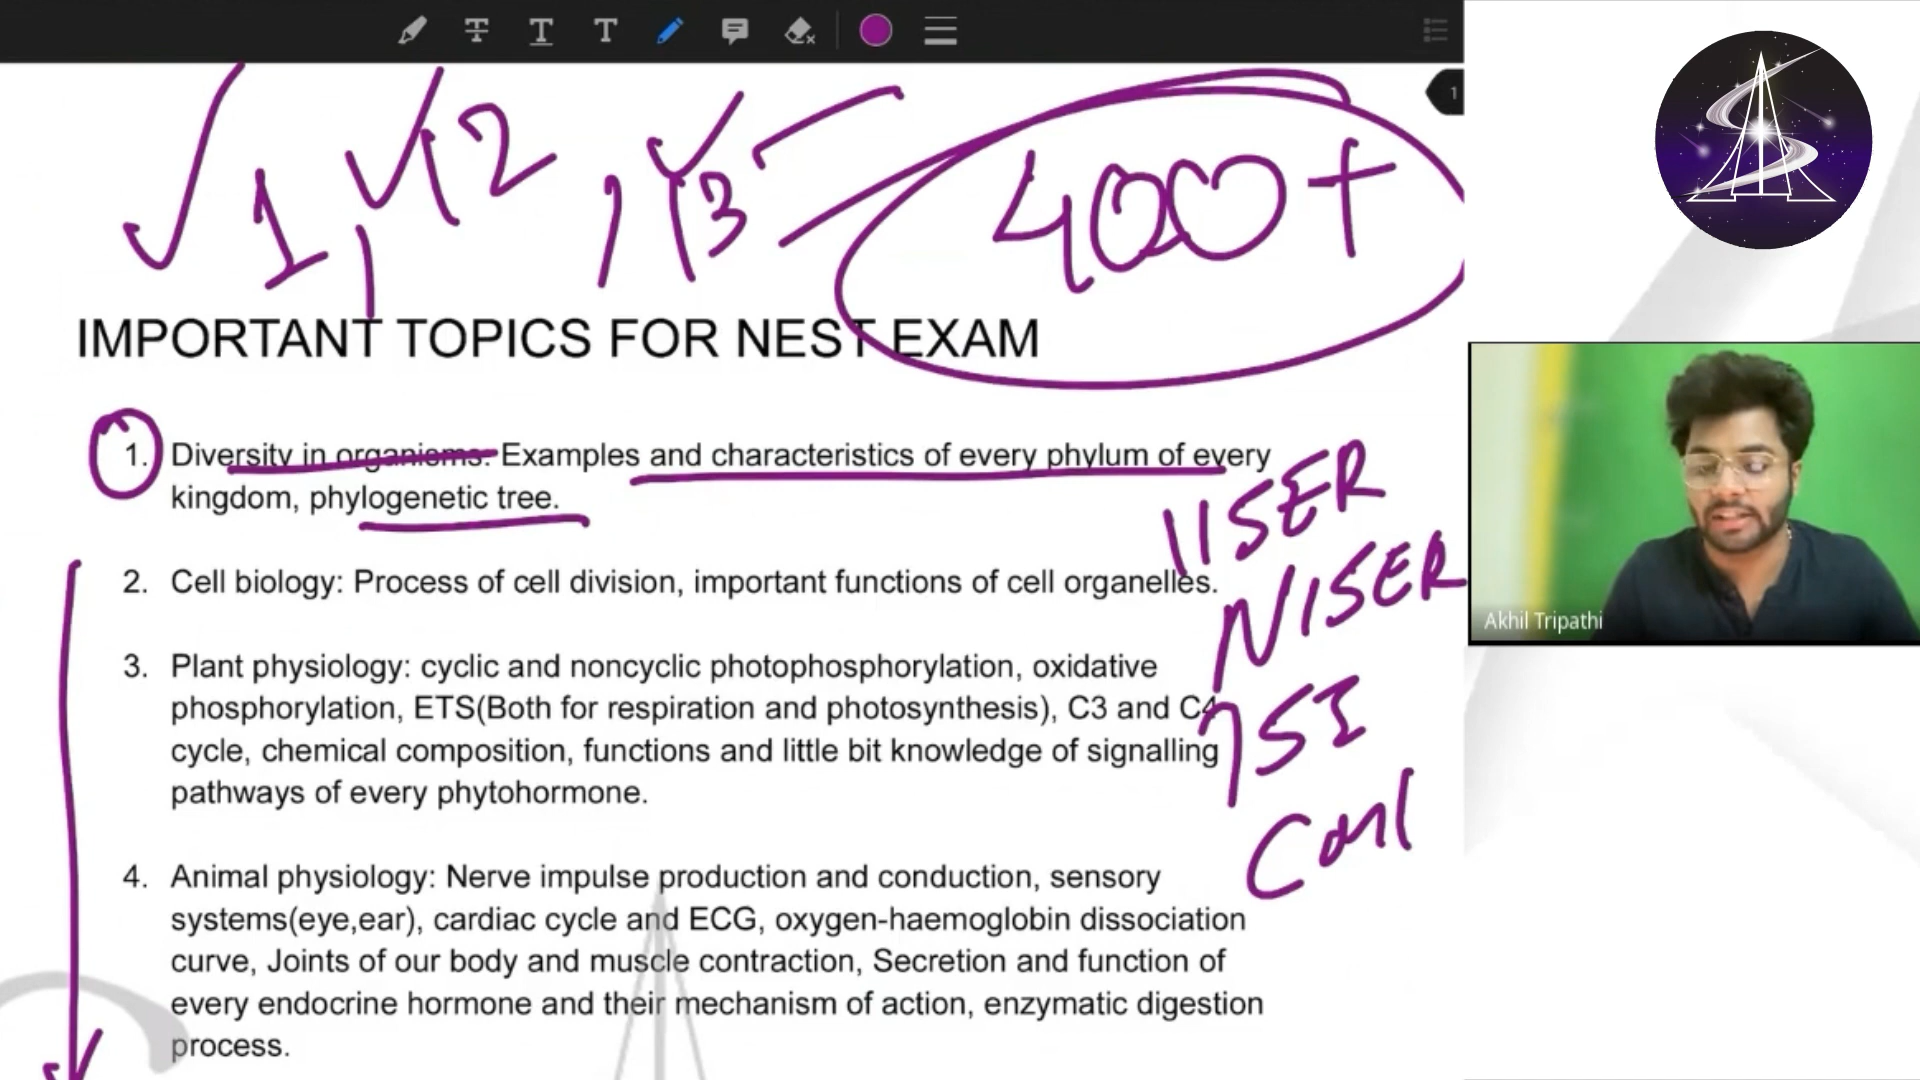 1
1, 2, 3
400+
IMPORTANT TOPICS FOR NEST EXAM
1. Diversity in organisms: Examples and characteristics of every phylum of every
kingdom, phylogenetic tree.
IISER
NISER
ISI
2. Cell biology: Process of cell division, important functions of cell organelles.
3. Plant physiology: cyclic and noncyclic photophosphorylation, oxidative
phosphorylation, ETS(Both for respiration and photosynthesis), C3 and C4
cycle, chemical composition, functions and little bit knowledge of signalling
pathways of every phytohormone.
4. Animal physiology: Nerve impulse production and conduction, sensory
systems(eye,ear), cardiac cycle and ECG, oxygen-haemoglobin dissociation
curve, Joints of our body and muscle contraction, Secretion and function of
every endocrine hormone and their mechanism of action, enzymatic digestion
process.
Akhil Tripathi